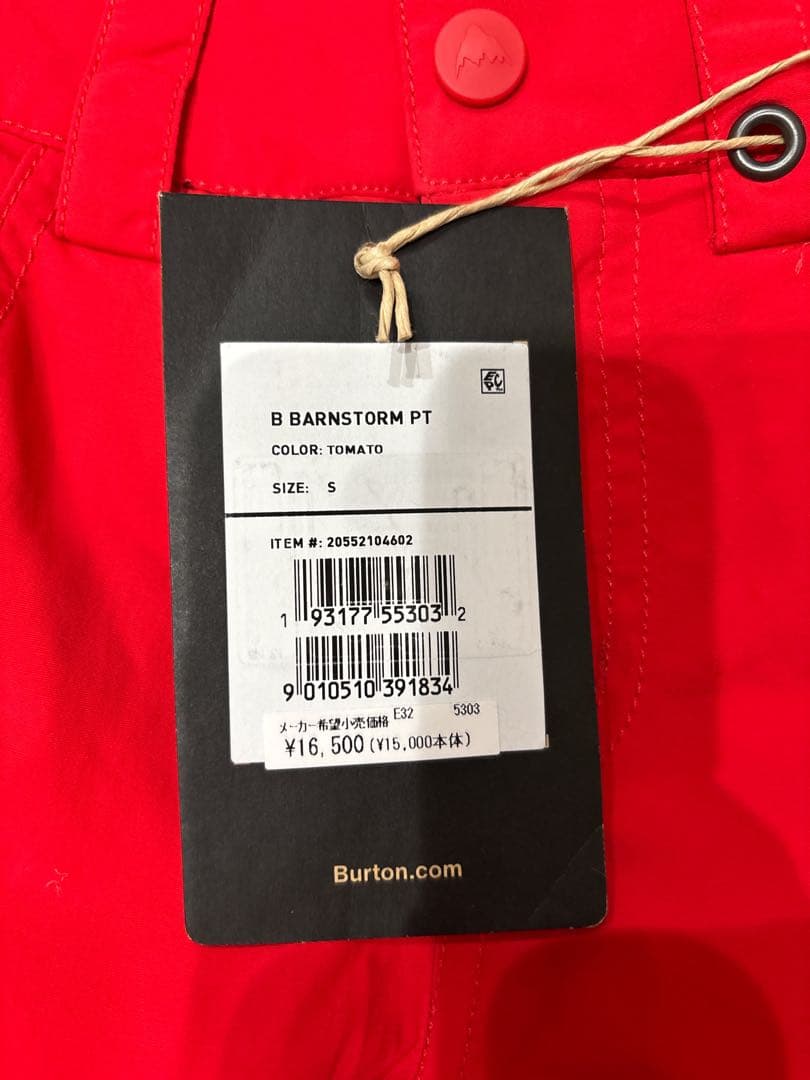 B BARNSTORM PT
COLOR: TOMATO
SIZE: S
ITEM #: 20552104602
1 93177 55303 2
9 010510 391834
メーカー希望小売価格 E32 5303
¥16,500(¥15,000本体)
Burton.com